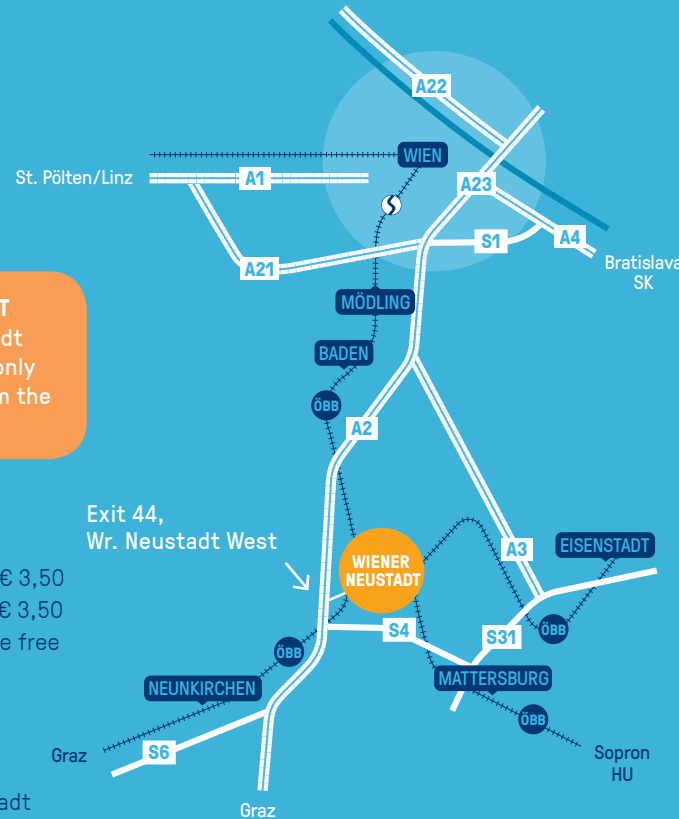 A22
WIEN
St. Pölten/Linz
A1
A23
S1
A4
A21
Bratislava
SK
MÖDLING
BADEN
ÖBB
A2
T
dt
only
m the
Exit 44,
Wr. Neustadt West
WIENER
NEUSTADT
A3
EISENSTADT
€ 3,50
€ 3,50
e free
S4
S31
ÖBB
ÖBB
NEUNKIRCHEN
MATTERSBURG
ÖBB
Graz
S6
Sopron
HU
adt
Graz